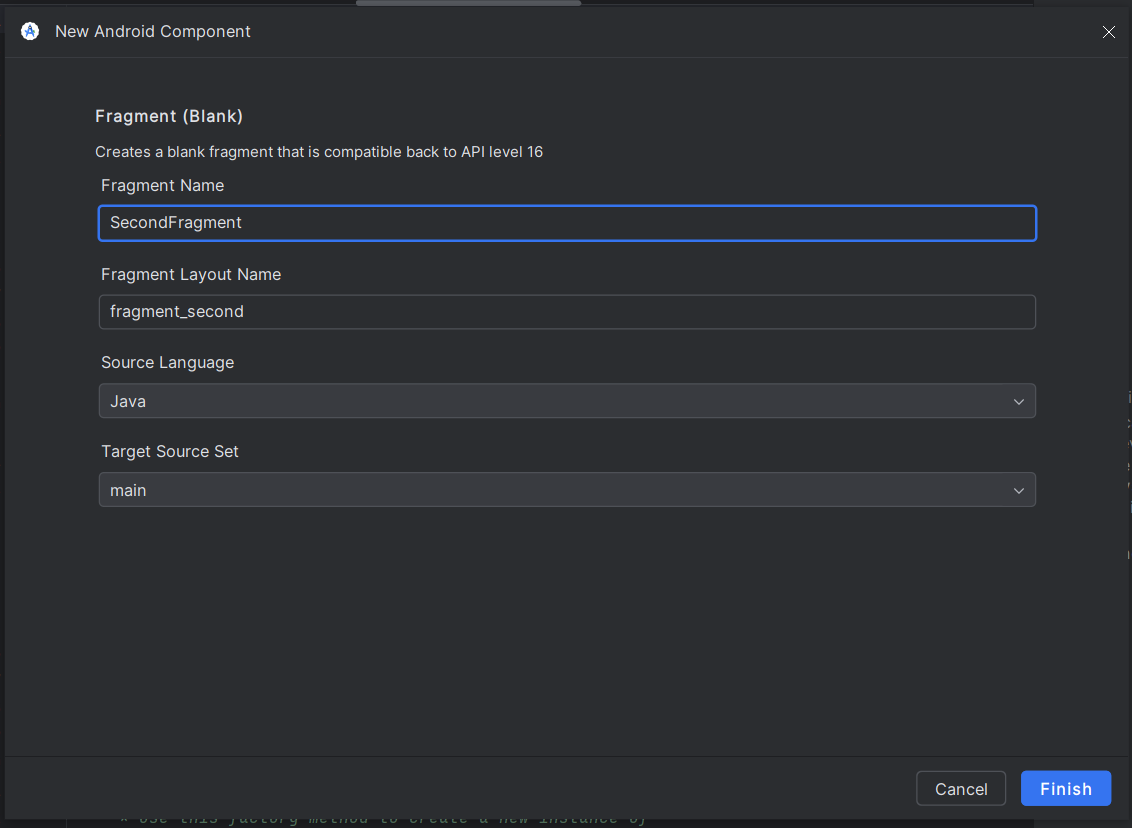 New Android Component
Fragment (Blank)
Creates a blank fragment that is compatible back to API level 16
Fragment Name
SecondFragment
Fragment Layout Name
fragment_second
Source Language
Java
Target Source Set
main
Cancel
Finish
* Use this factory method to create a new instance of